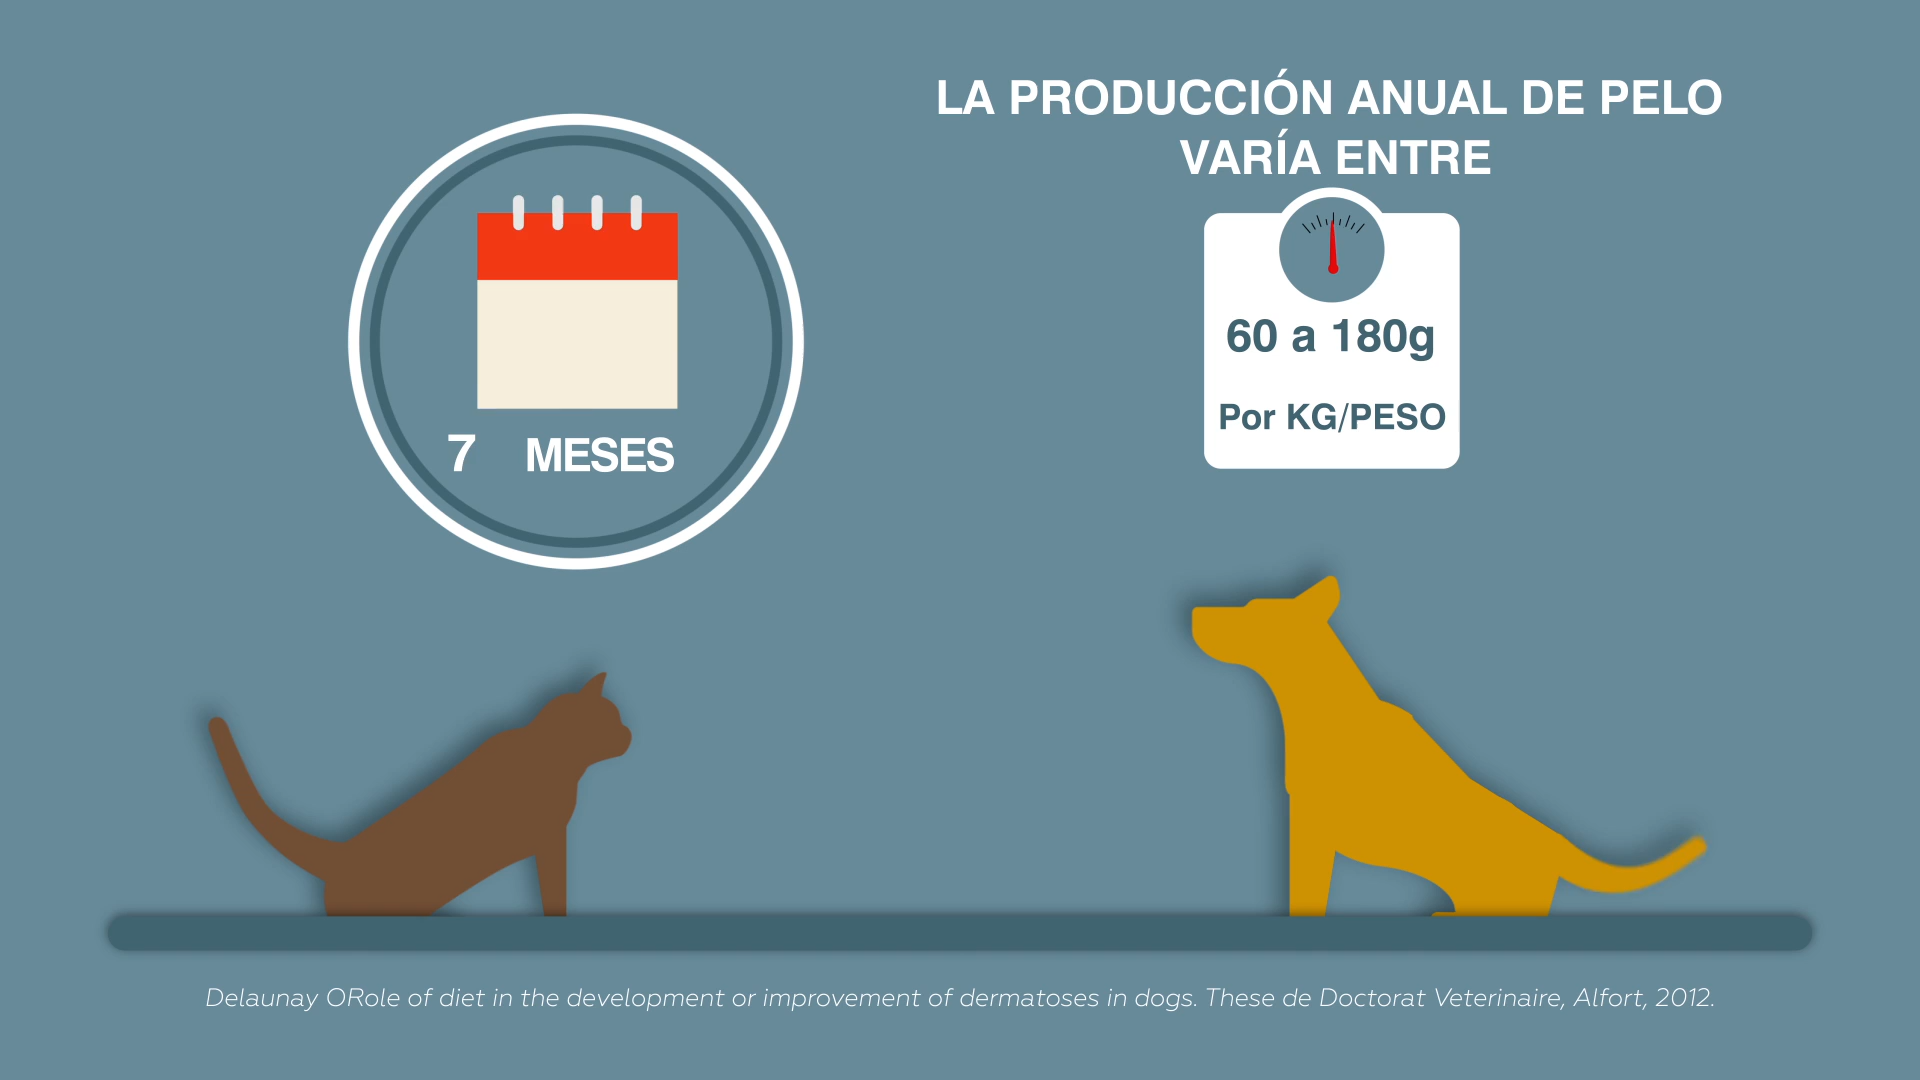 LA PRODUCCIÓN ANUAL DE PELO
VARÍA ENTRE
60 a 180g
Por KG/PESO
7 MESES
Delaunay ORole of diet in the development or improvement of dermatoses in dogs. These de Doctorat Veterinaire, Alfort, 2012.